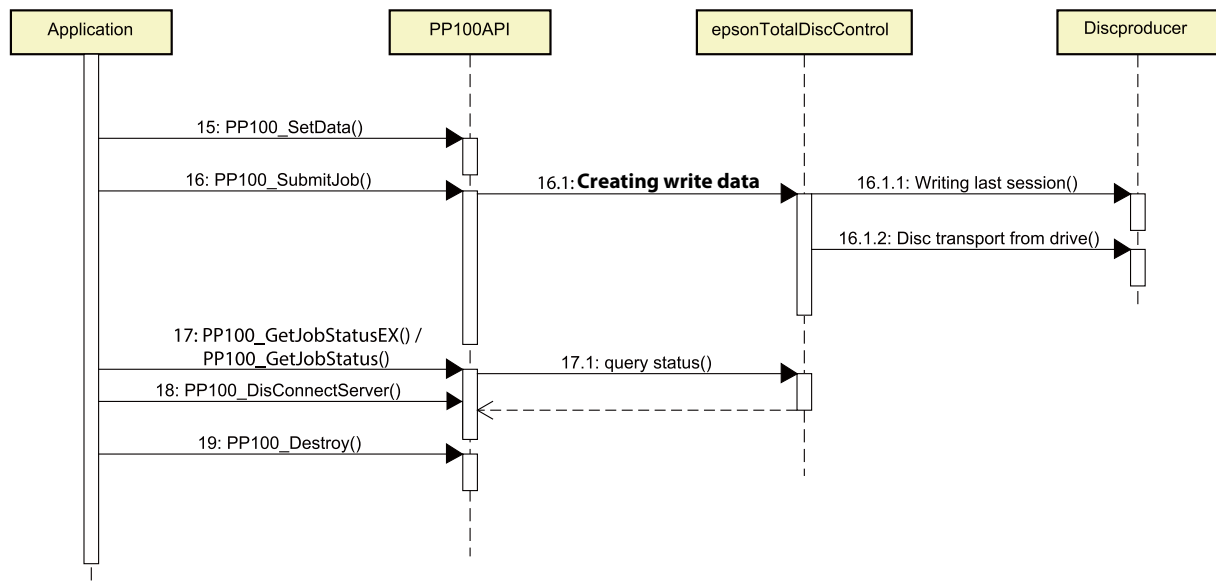 Application
PP100API
epsonTotalDiscControl
Discproducer
15: PP100_SetData()
16: PP100_SubmitJob()
16.1: Creating write data
16.1.1: Writing last session()
16.1.2: Disc transport from drive()
17: PP100_GetJobStatusEX() /
PP100_GetJobStatus()
17.1: query status()
18: PP100_DisConnectServer()
19: PP100_Destroy()